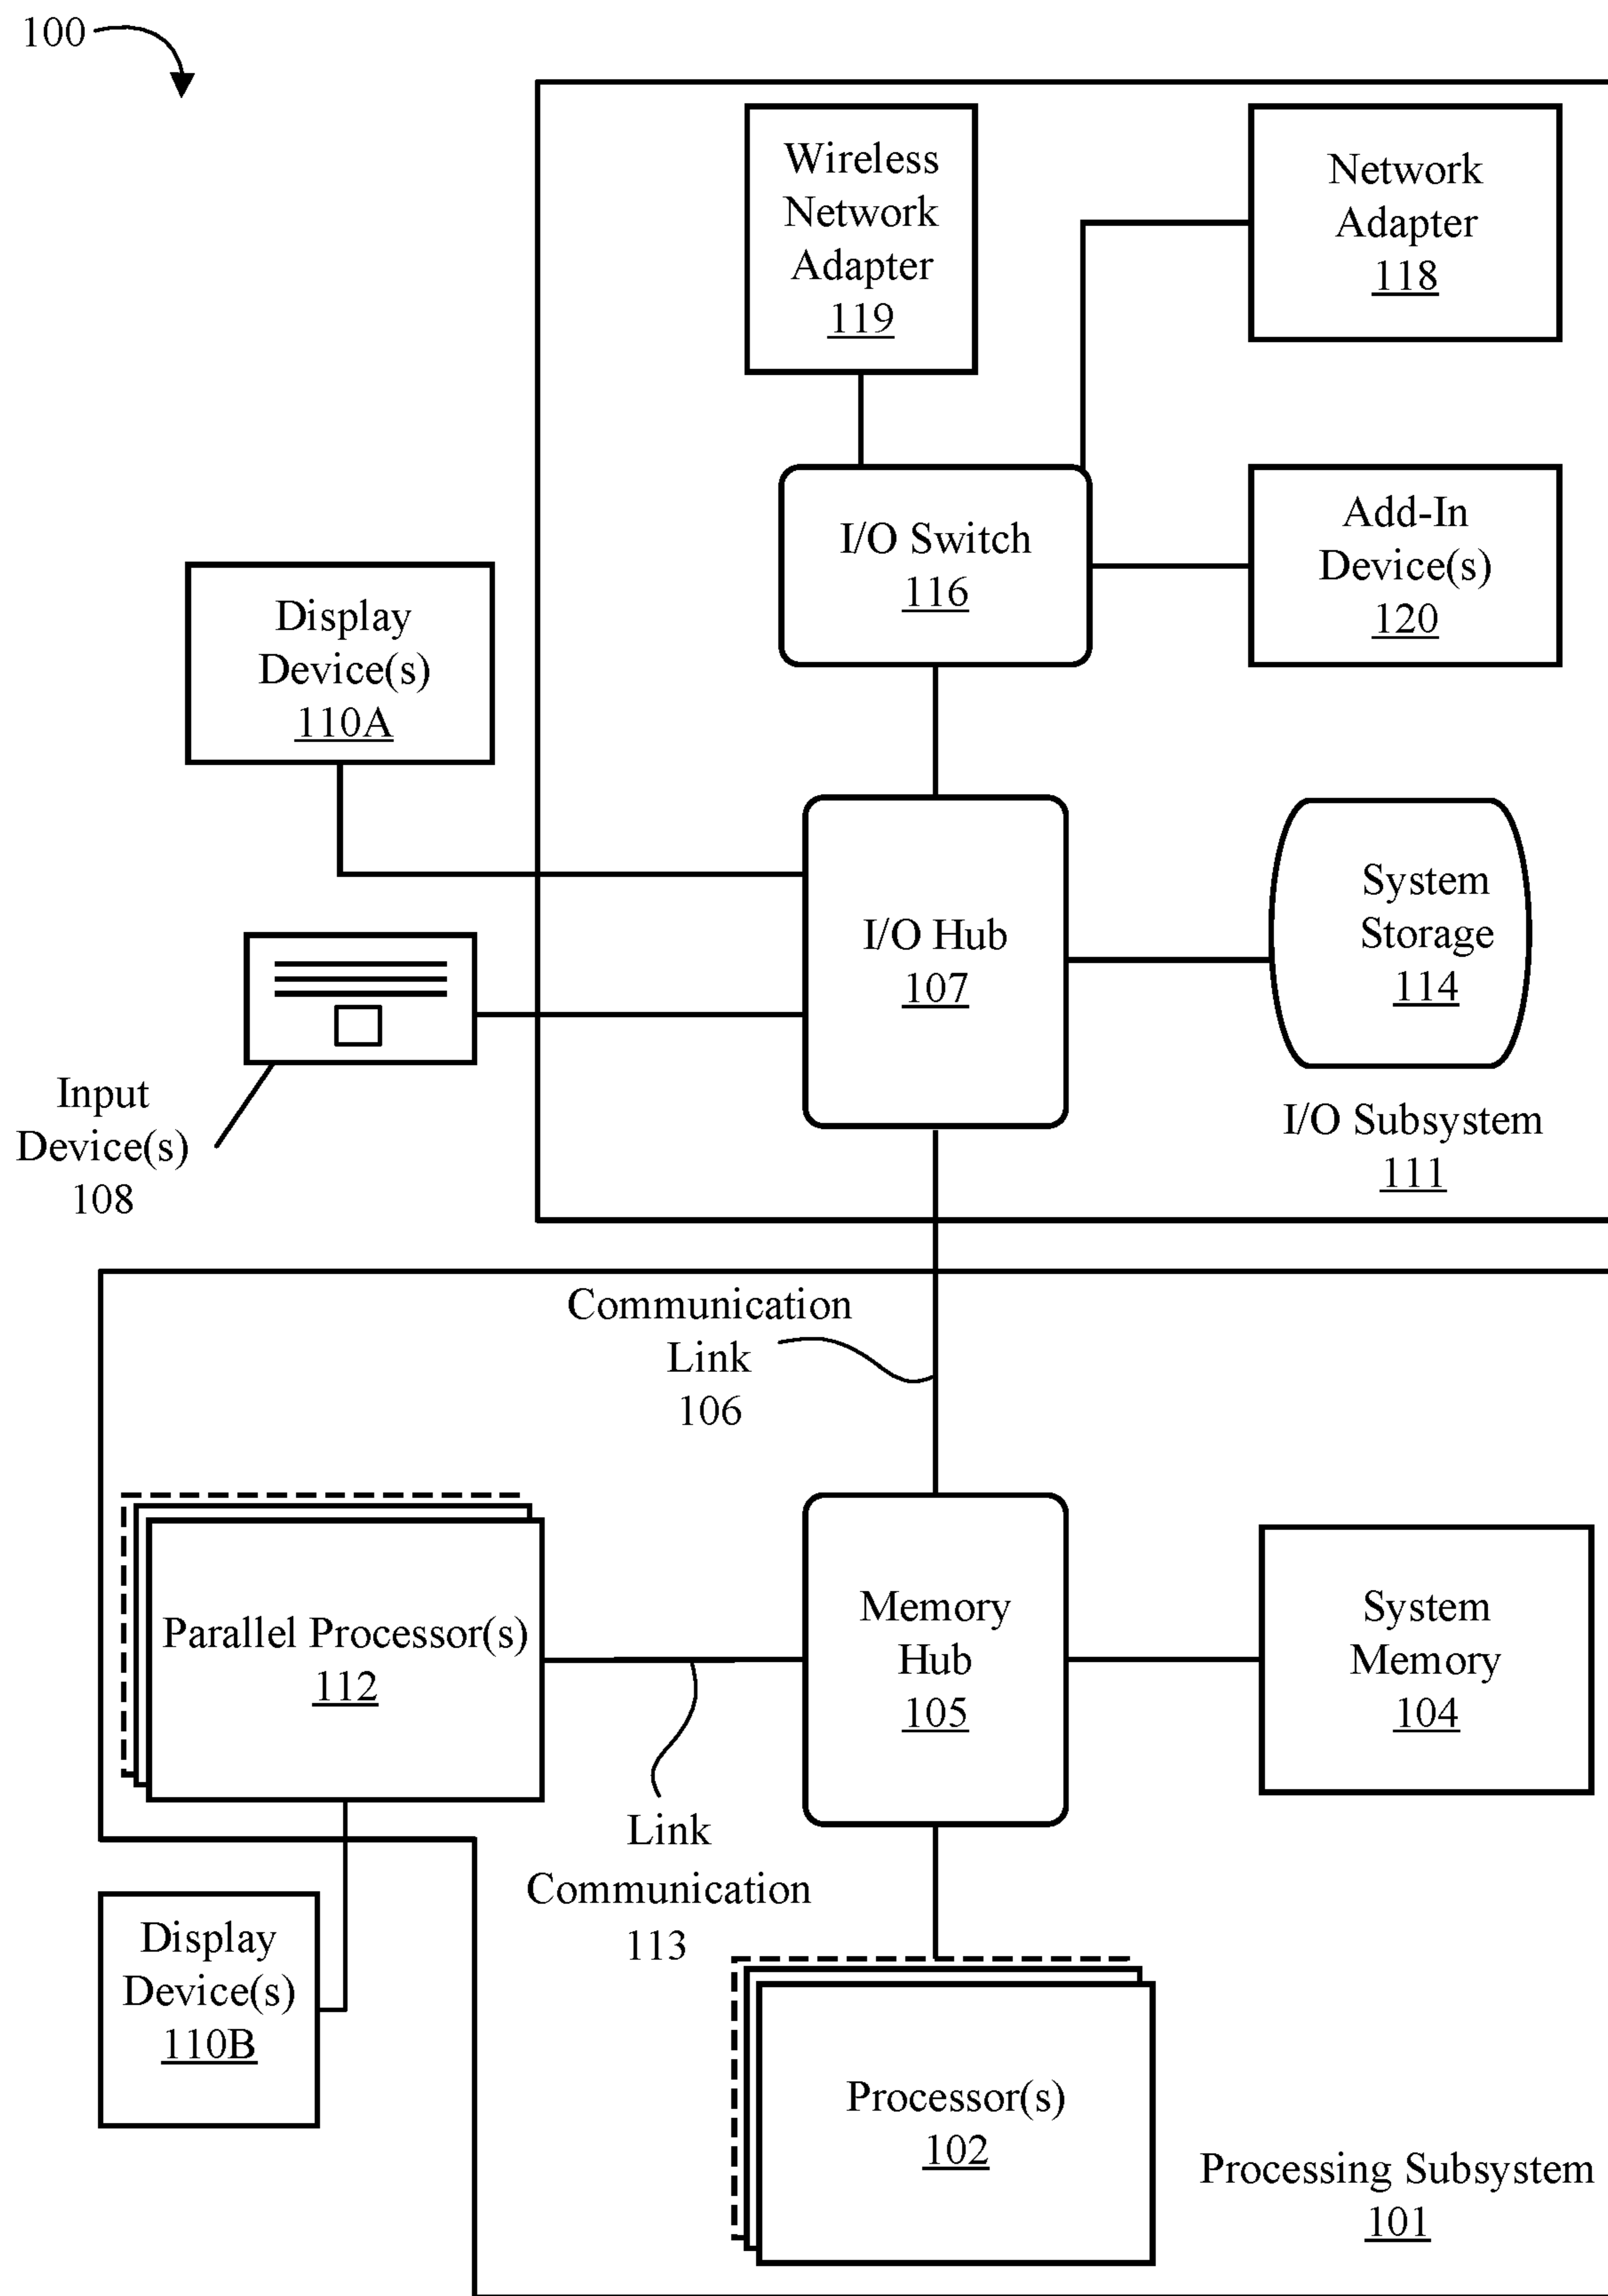 100
Wireless
Network
Adapter
119
Network
Adapter
118
I/O Switch
116
Add-In
Device(s)
120
Display
Device(s)
110A
I/O Hub
107
System
Storage
114
Input
Device(s)
108
I/O Subsystem
111
Communication
Link
106
Parallel Processor(s)
112
Memory
Hub
105
System
Memory
104
Link
Communication
113
Display
Device(s)
110B
Processor(s)
102
Processing Subsystem
101